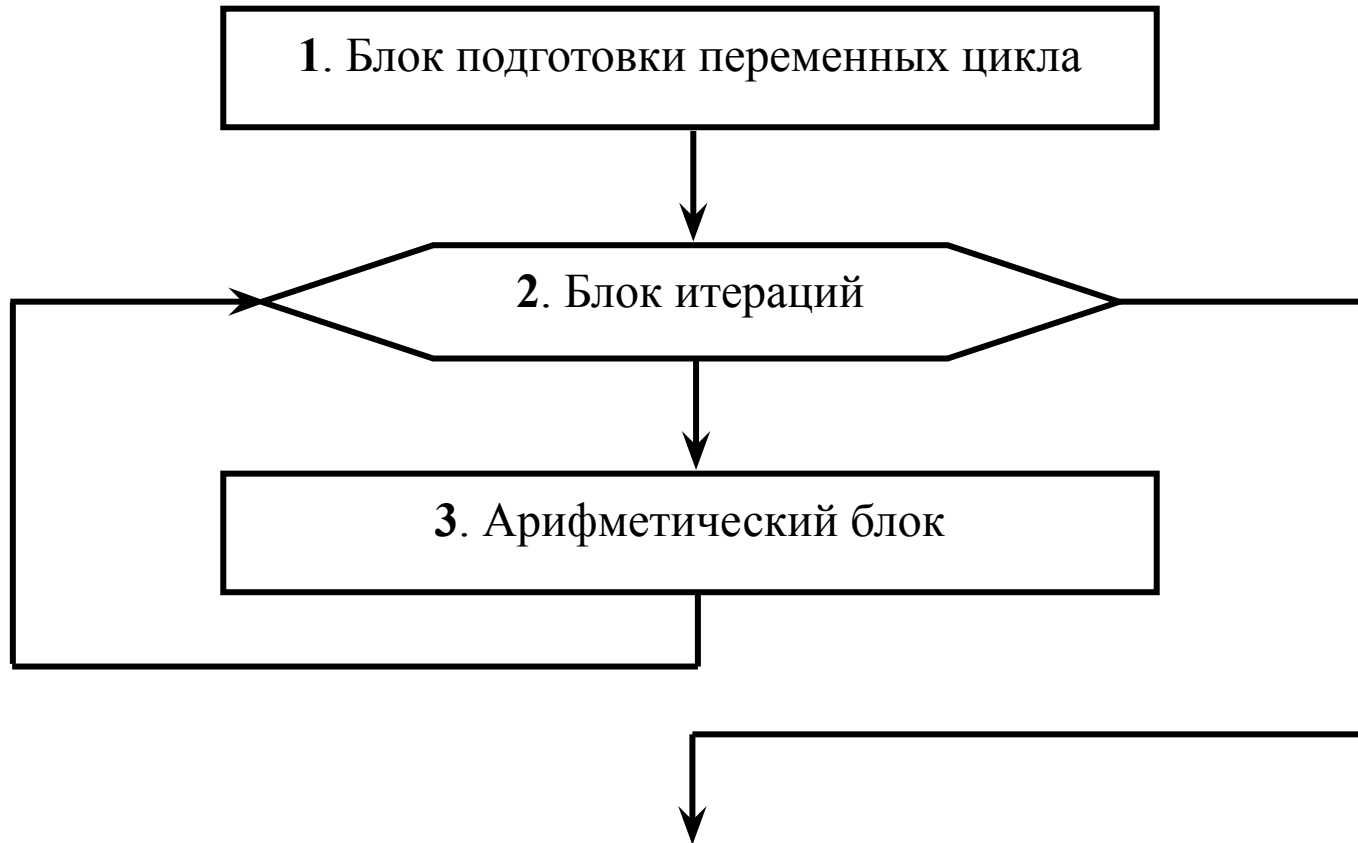 1. Блок подготовки переменных цикла
2. Блок итераций
3. Арифметический блок